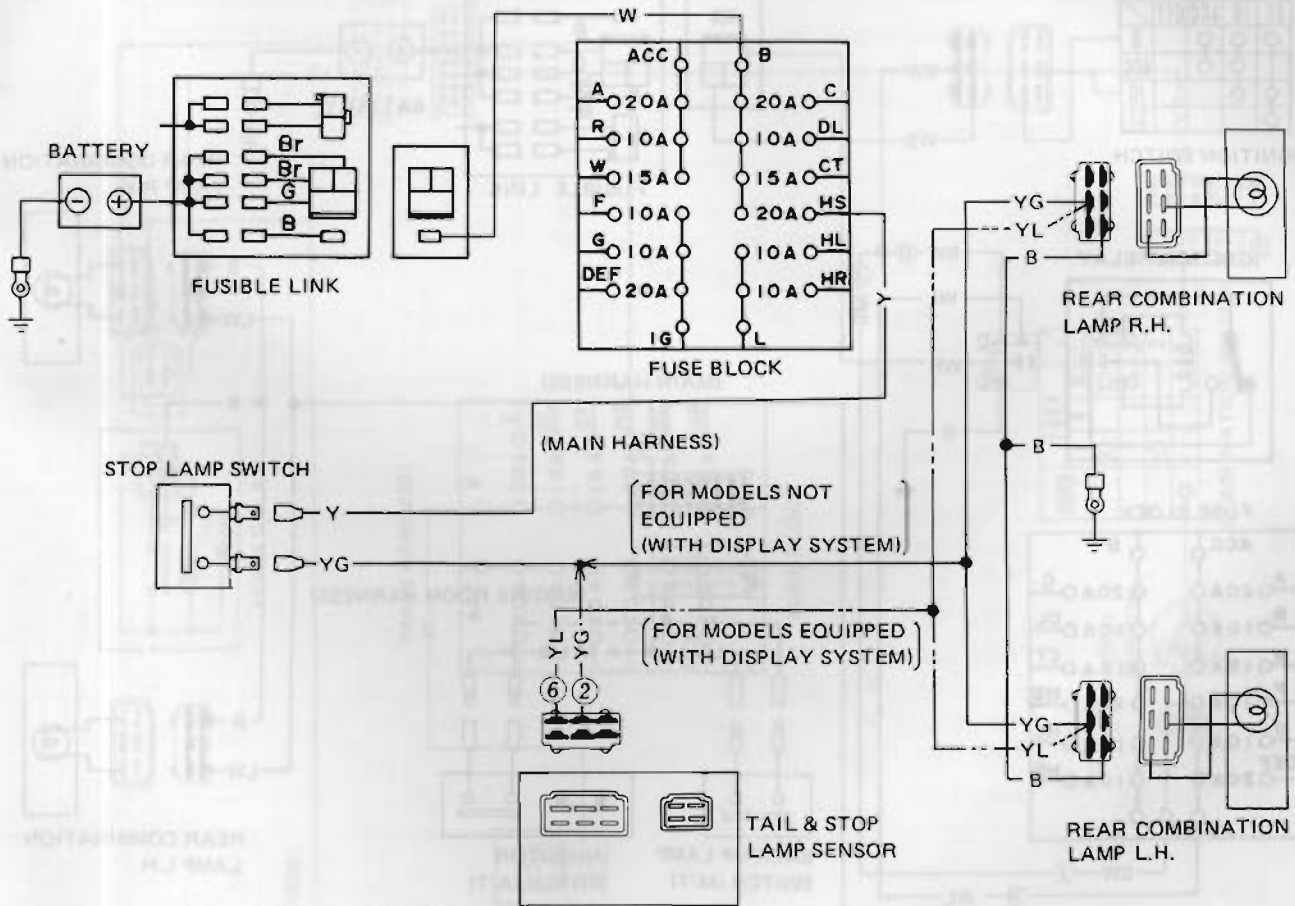 W
ACC B
A 20A 20A C
R 10A 10A DL
W 15A 15A CT
F 10A 20A HS
G 10A 10A HL
DEF 20A 10A HR
IG L
FUSE BLOCK
BATTERY
− +
Br
Br
G
B
FUSIBLE LINK
Y
YG
YL
B
REAR COMBINATION
LAMP R.H.
B
(MAIN HARNESS)
STOP LAMP SWITCH
Y
YG
(FOR MODELS NOT
EQUIPPED
(WITH DISPLAY SYSTEM))
(FOR MODELS EQUIPPED
(WITH DISPLAY SYSTEM))
YL YG
6 2
TAIL & STOP
LAMP SENSOR
YG
YL
B
REAR COMBINATION
LAMP L.H.